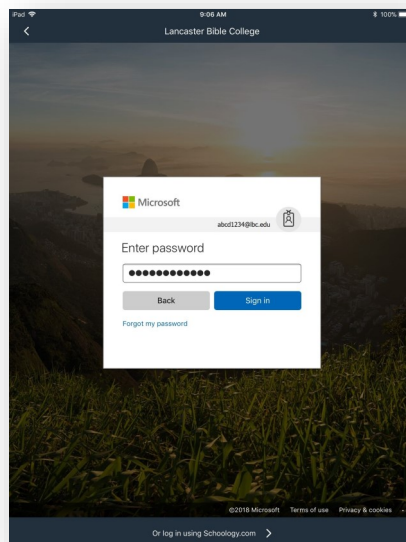 iPad 9:06 AM 100%
Lancaster Bible College
Microsoft
abcd1234@lbc.edu
Enter password
Back Sign in
Forgot my password
©2018 Microsoft Terms of use Privacy & cookies
Or log in using Schoology.com